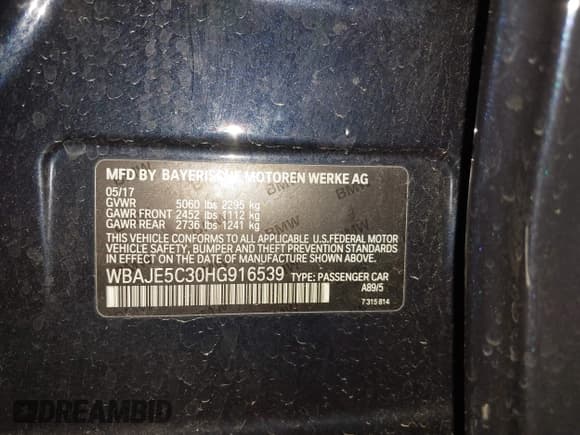 MFD BY BAYERISCHE MOTOREN WERKE AG
05/17
GVWR 5060 lbs 2295 kg
GAWR FRONT 2452 lbs 1112 kg
GAWR REAR 2736 lbs 1241 kg
THIS VEHICLE CONFORMS TO ALL APPLICABLE U.S.FEDERAL MOTOR
VEHICLE SAFETY, BUMPER AND THEFT PREVENTION STANDARDS
IN EFFECT ON THE DATE OF MANUFACTURE SHOWN ABOVE.
WBAJE5C30HG916539 TYPE: PASSENGER CAR
A89/5
7 315 814
BMW
BMW
BMW
DREAMBID